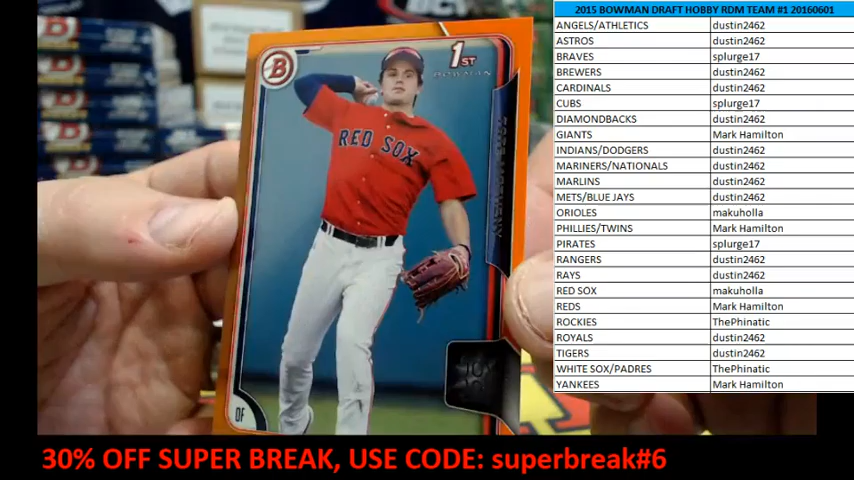 2015 BOWMAN DRAFT HOBBY RDM TEAM #1 20160601
ANGELS/ATHLETICS dustin2462
ASTROS dustin2462
BRAVES splurge17
BREWERS dustin2462
CARDINALS dustin2462
CUBS splurge17
DIAMONDBACKS dustin2462
GIANTS Mark Hamilton
INDIANS/DODGERS dustin2462
MARINERS/NATIONALS dustin2462
MARLINS dustin2462
METS/BLUE JAYS dustin2462
ORIOLES makuholla
PHILLIES/TWINS Mark Hamilton
PIRATES splurge17
RANGERS dustin2462
RAYS dustin2462
RED SOX makuholla
REDS Mark Hamilton
ROCKIES ThePhinatic
ROYALS dustin2462
TIGERS dustin2462
WHITE SOX/PADRES ThePhinatic
YANKEES Mark Hamilton
B
1ST
BOWMAN
RED SOX
OF
30% OFF SUPER BREAK, USE CODE: superbreak#6